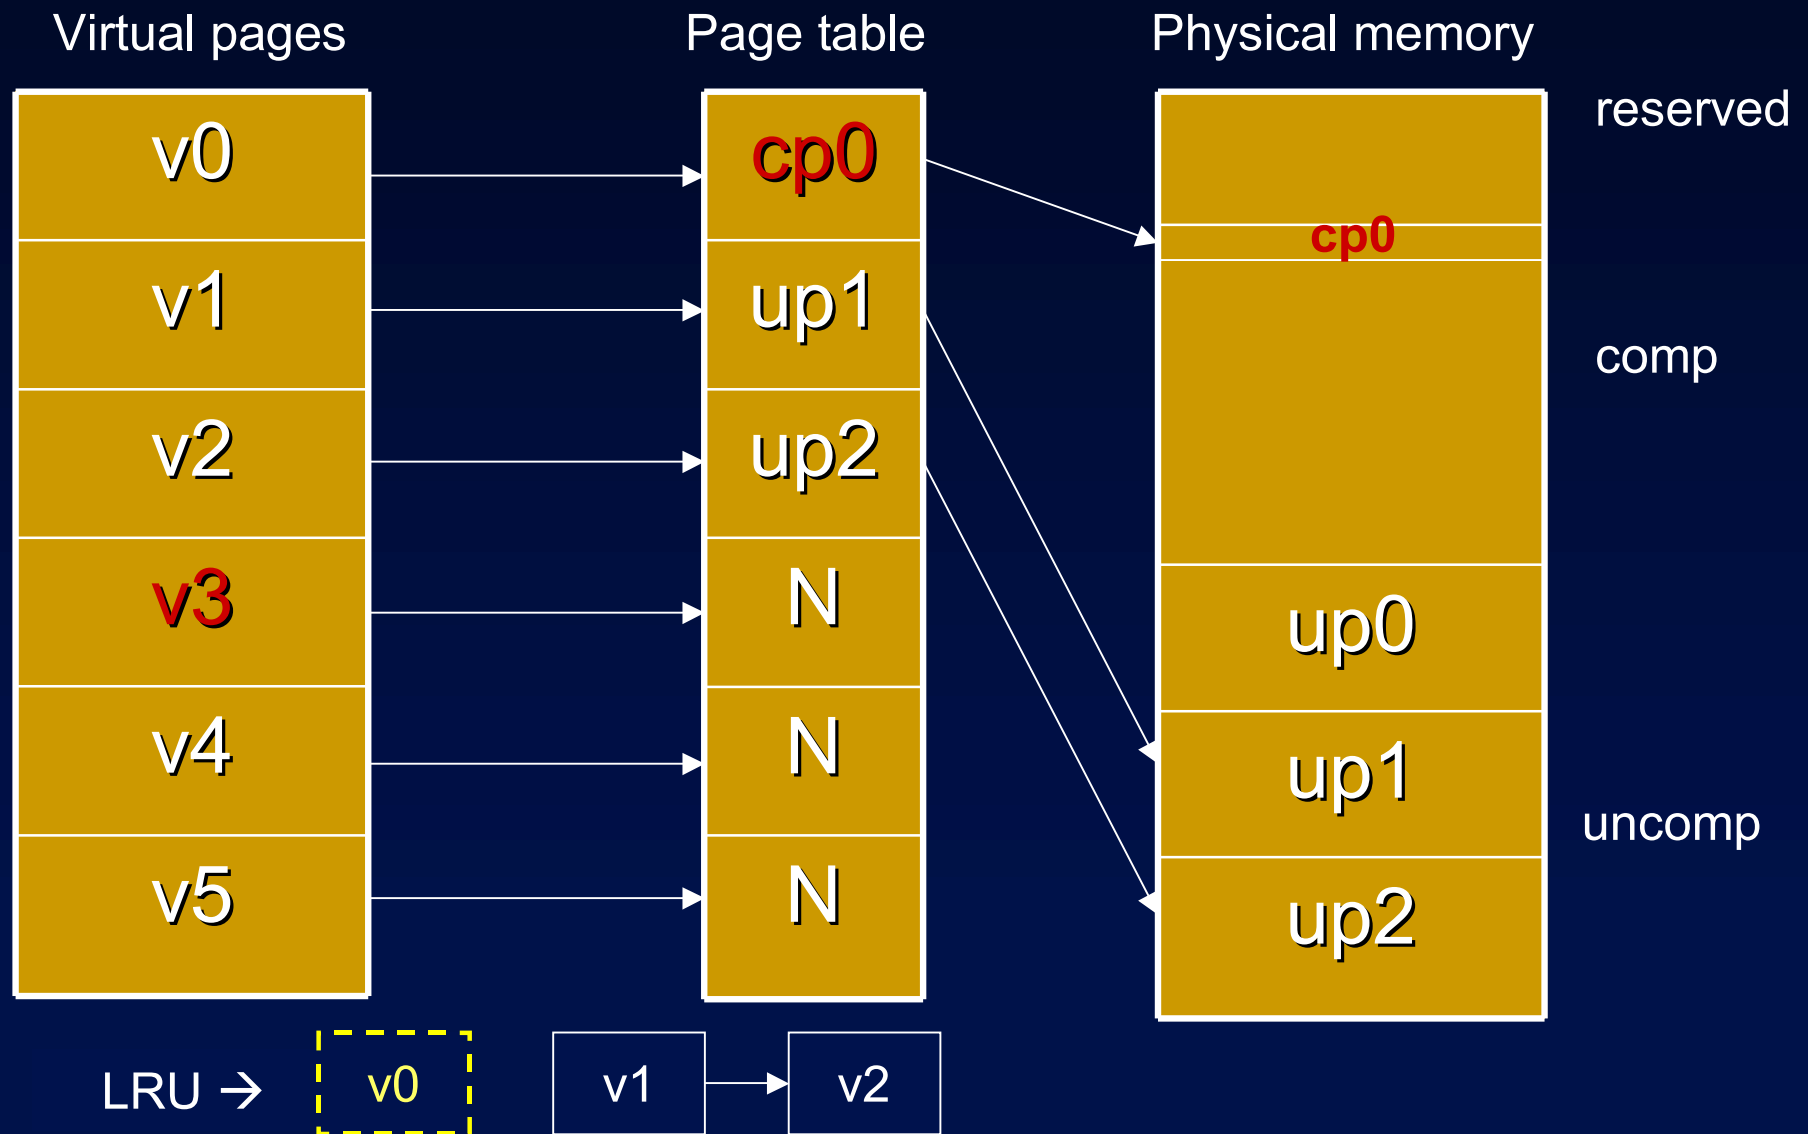 Virtual pages
Page table
Physical memory
v0
v1
v2
v3
v4
v5
cp0
up1
up2
N
N
N
cp0
up0
up1
up2
reserved
comp
uncomp
LRU → v0 v1 v2